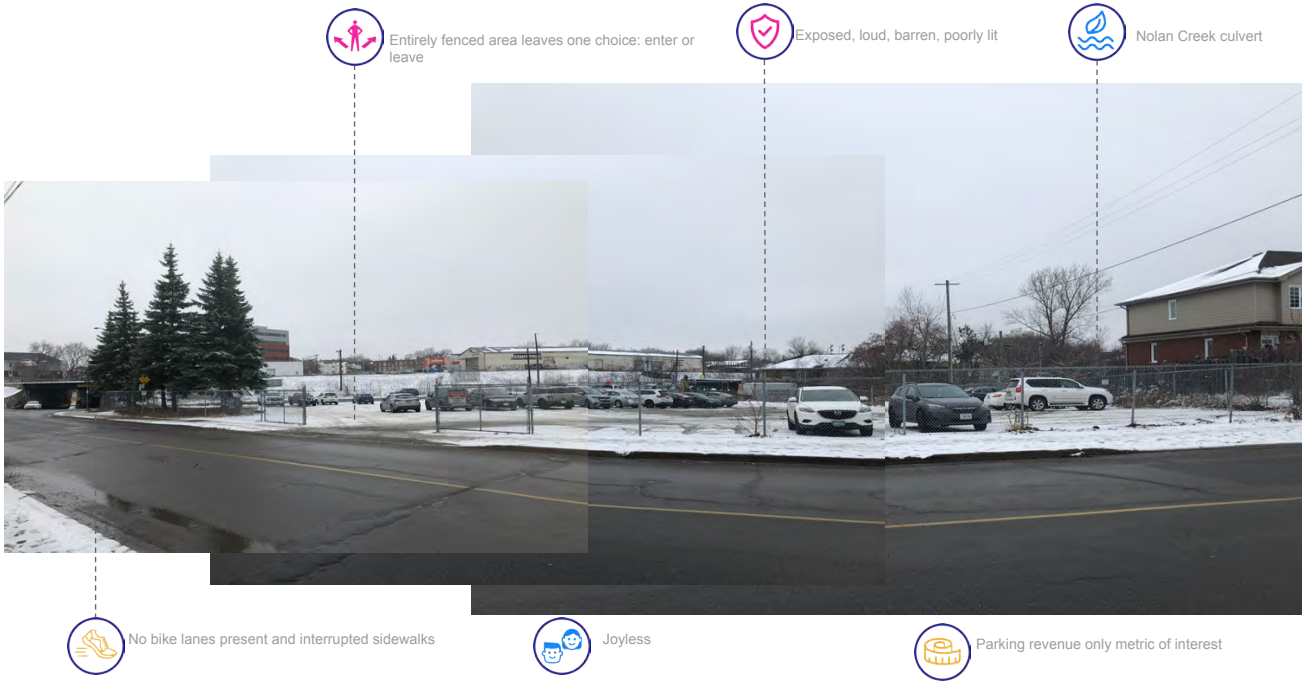 Entirely fenced area leaves one choice: enter or
leave
Exposed, loud, barren, poorly lit
Nolan Creek culvert
No bike lanes present and interrupted sidewalks
Joyless
Parking revenue only metric of interest